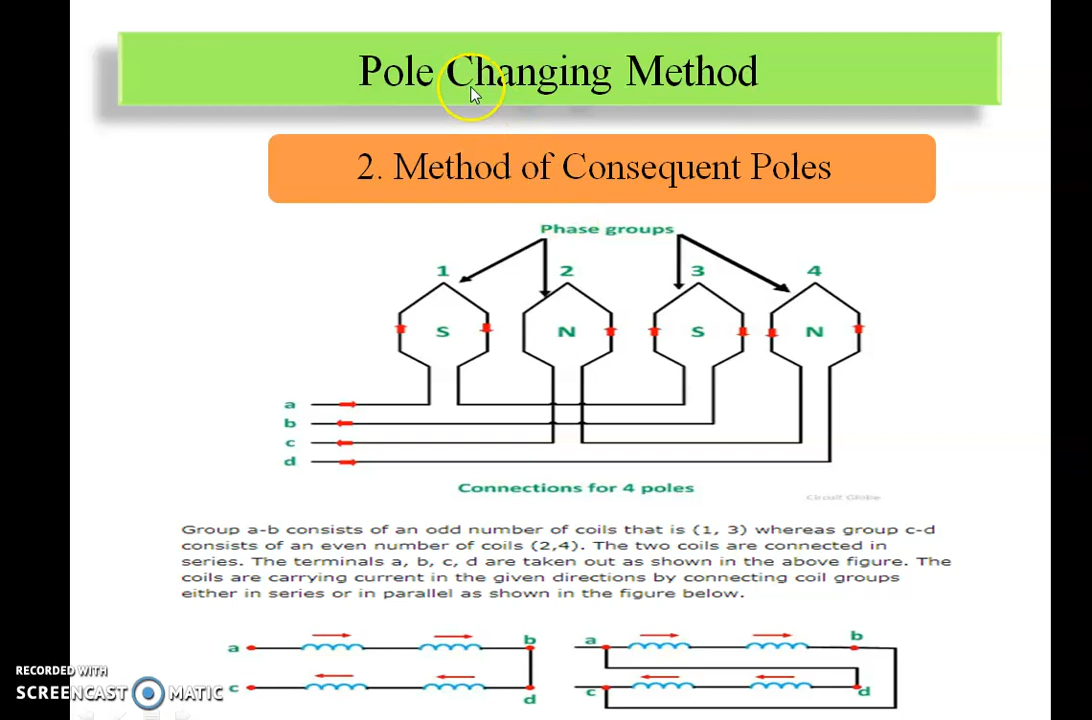 Pole Changing Method
2. Method of Consequent Poles
Phase groups
1 2 3 4
S N S N
a
b
c
d
Connections for 4 poles
Circuit Globe
Group a-b consists of an odd number of coils that is (1, 3) whereas group c-d
consists of an even number of coils (2,4). The two coils are connected in
series. The terminals a, b, c, d are taken out as shown in the above figure. The
coils are carrying current in the given directions by connecting coil groups
either in series or in parallel as shown in the figure below.
a b a b
c d c d
RECORDED WITH
SCREENCAST MATIC